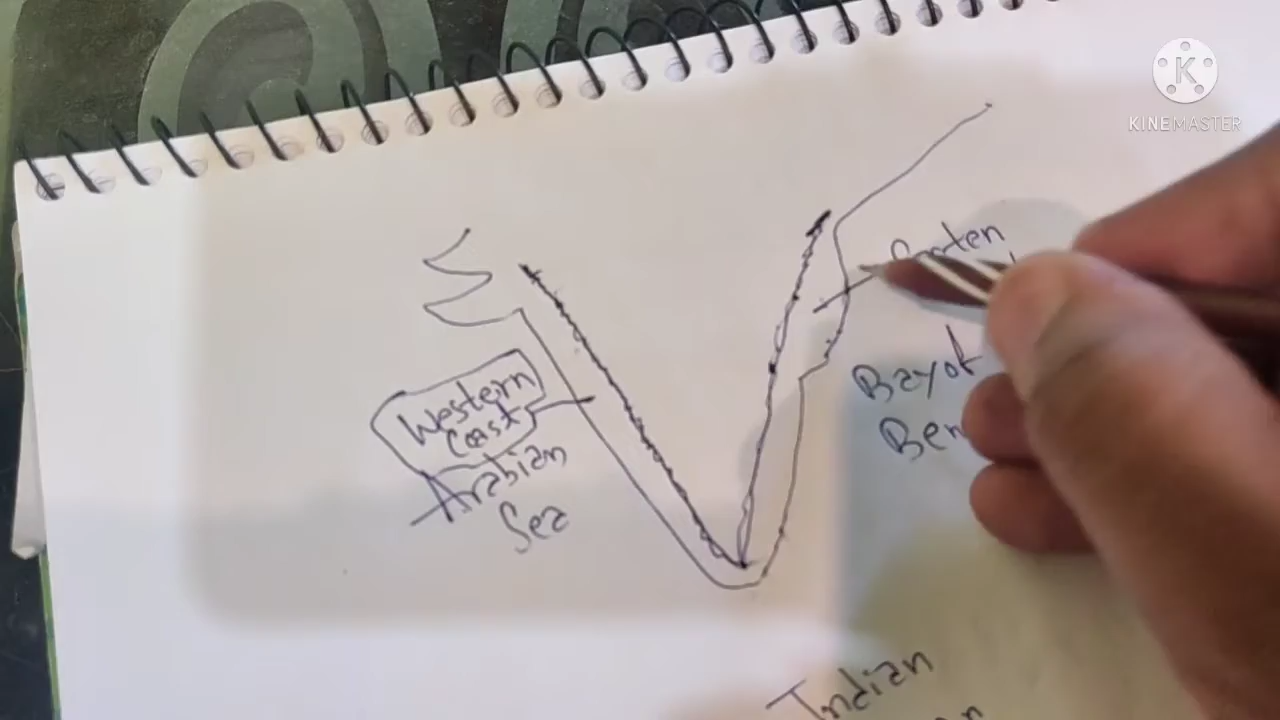 KINEMASTER
Western
Coast
Arabian
Sea
Bay of
Indian